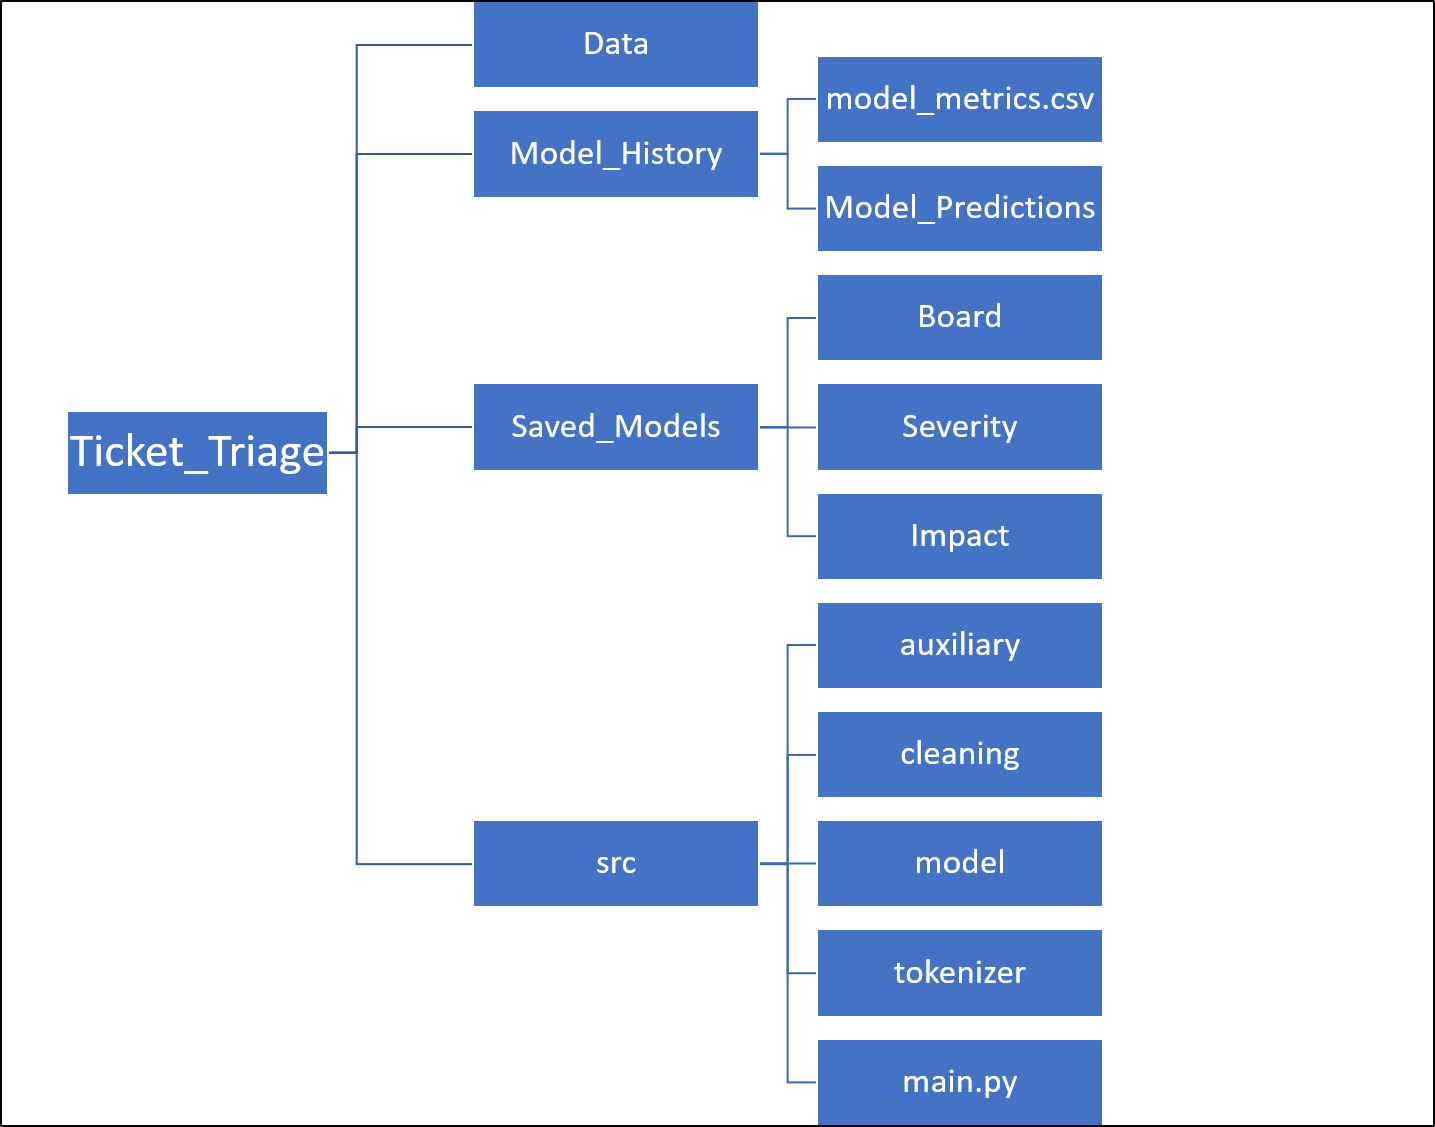 Ticket_Triage
Data
Model_History
model_metrics.csv
Model_Predictions
Saved_Models
Board
Severity
Impact
src
auxiliary
cleaning
model
tokenizer
main.py